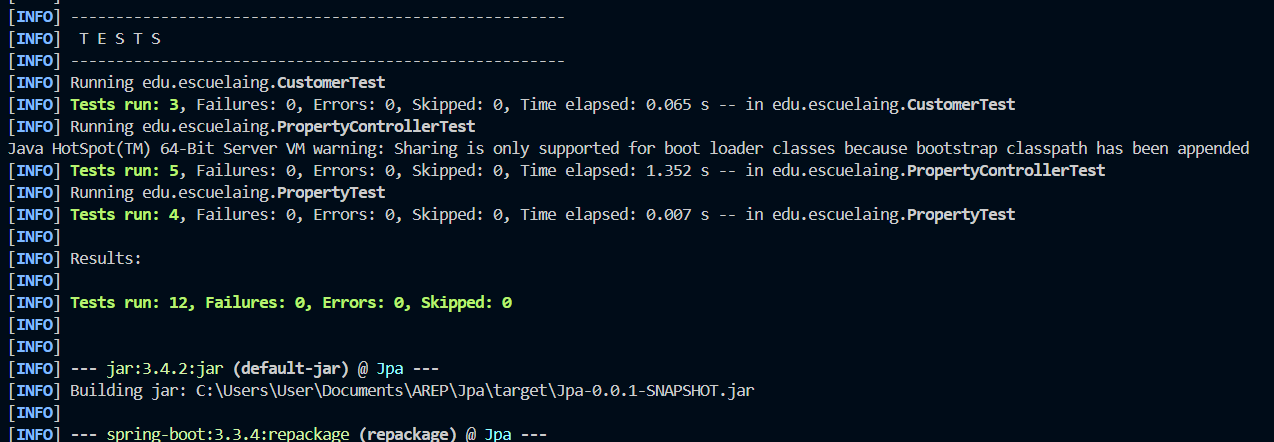 [INFO] -------------------------------------------------------
[INFO]  T E S T S
[INFO] -------------------------------------------------------
[INFO] Running edu.escuelaing.CustomerTest
[INFO] Tests run: 3, Failures: 0, Errors: 0, Skipped: 0, Time elapsed: 0.065 s -- in edu.escuelaing.CustomerTest
[INFO] Running edu.escuelaing.PropertyControllerTest
Java HotSpot(TM) 64-Bit Server VM warning: Sharing is only supported for boot loader classes because bootstrap classpath has been appended
[INFO] Tests run: 5, Failures: 0, Errors: 0, Skipped: 0, Time elapsed: 1.352 s -- in edu.escuelaing.PropertyControllerTest
[INFO] Running edu.escuelaing.PropertyTest
[INFO] Tests run: 4, Failures: 0, Errors: 0, Skipped: 0, Time elapsed: 0.007 s -- in edu.escuelaing.PropertyTest
[INFO]
[INFO] Results:
[INFO]
[INFO] Tests run: 12, Failures: 0, Errors: 0, Skipped: 0
[INFO]
[INFO]
[INFO] --- jar:3.4.2:jar (default-jar) @ Jpa ---
[INFO] Building jar: C:\Users\User\Documents\AREP\Jpa\target\Jpa-0.0.1-SNAPSHOT.jar
[INFO]
[INFO] --- spring-boot:3.3.4:repackage (repackage) @ Jpa ---